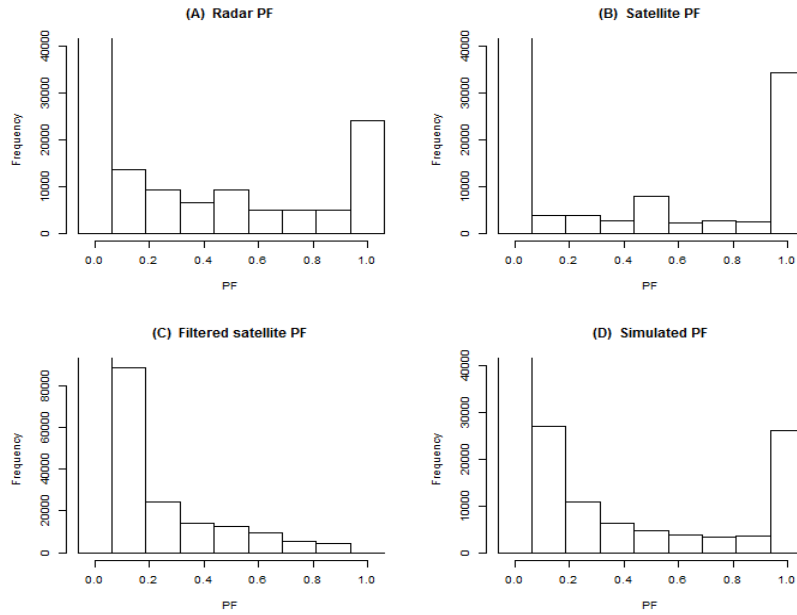 (A)  Radar PF
Frequency
0
10000
20000
30000
40000
0.0 0.2 0.4 0.6 0.8 1.0
PF
(B)  Satellite PF
Frequency
0
10000
20000
30000
40000
0.0 0.2 0.4 0.6 0.8 1.0
PF
(C)  Filtered satellite PF
Frequency
0
20000
40000
60000
80000
0.0 0.2 0.4 0.6 0.8 1.0
PF
(D)  Simulated PF
Frequency
0
10000
20000
30000
40000
0.0 0.2 0.4 0.6 0.8 1.0
PF